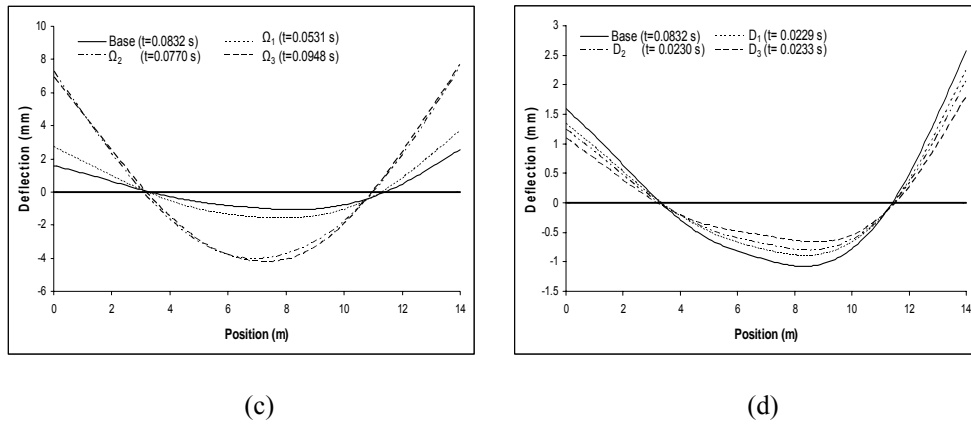 Base (t=0.0832 s) Ω1 (t=0.0531 s)
Ω2 (t=0.0770 s) Ω3 (t=0.0948 s)
10
8
6
4
2
0
-2
-4
-6
Deflection (mm)
0 2 4 6 8 10 12 14
Position (m)
(c)
Base (t=0.0832 s) D1 (t= 0.0229 s)
D2 (t= 0.0230 s) D3 (t= 0.0233 s)
3
2.5
2
1.5
1
0.5
0
-0.5
-1
-1.5
Deflection (mm)
0 2 4 6 8 10 12 14
Position (m)
(d)